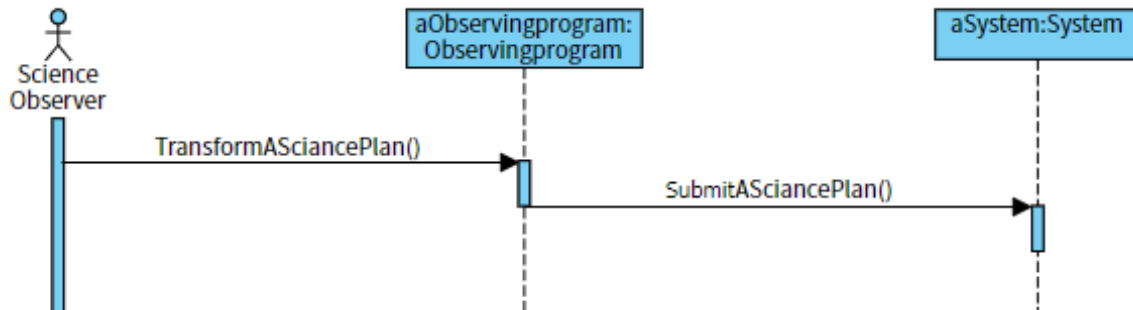 aObservingprogram:
Observingprogram
aSystem:System
Science
Observer
TransformASciancePlan()
SubmitASciancePlan()